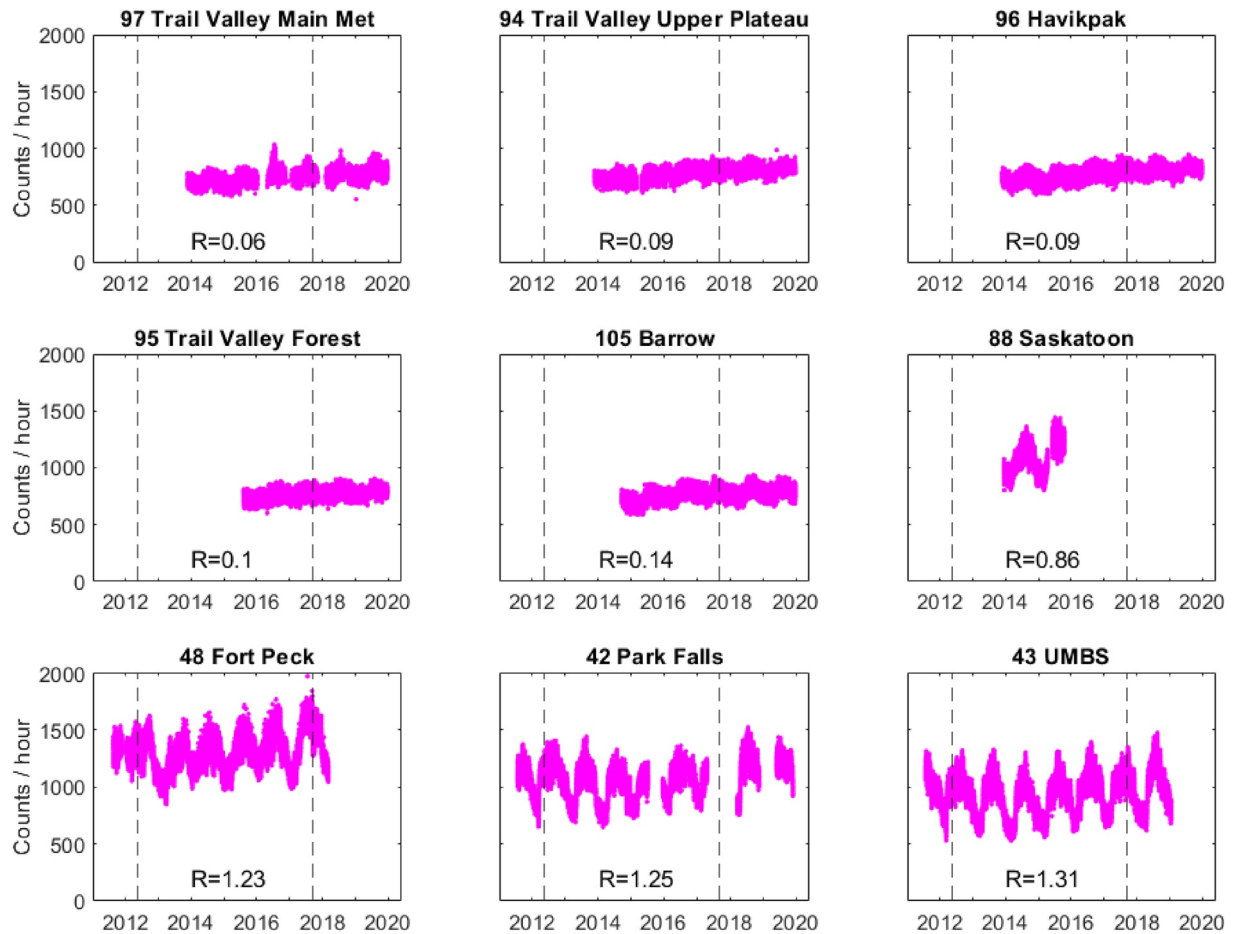 97 Trail Valley Main Met
94 Trail Valley Upper Plateau
96 Havikpak
2000
1500
1000
500
0
Counts / hour
R=0.06
R=0.09
R=0.09
2012 2014 2016 2018 2020
2012 2014 2016 2018 2020
2012 2014 2016 2018 2020
95 Trail Valley Forest
105 Barrow
88 Saskatoon
2000
1500
1000
500
0
Counts / hour
R=0.1
R=0.14
R=0.86
2012 2014 2016 2018 2020
2012 2014 2016 2018 2020
2012 2014 2016 2018 2020
48 Fort Peck
42 Park Falls
43 UMBS
2000
1500
1000
500
0
Counts / hour
R=1.23
R=1.25
R=1.31
2012 2014 2016 2018 2020
2012 2014 2016 2018 2020
2012 2014 2016 2018 2020